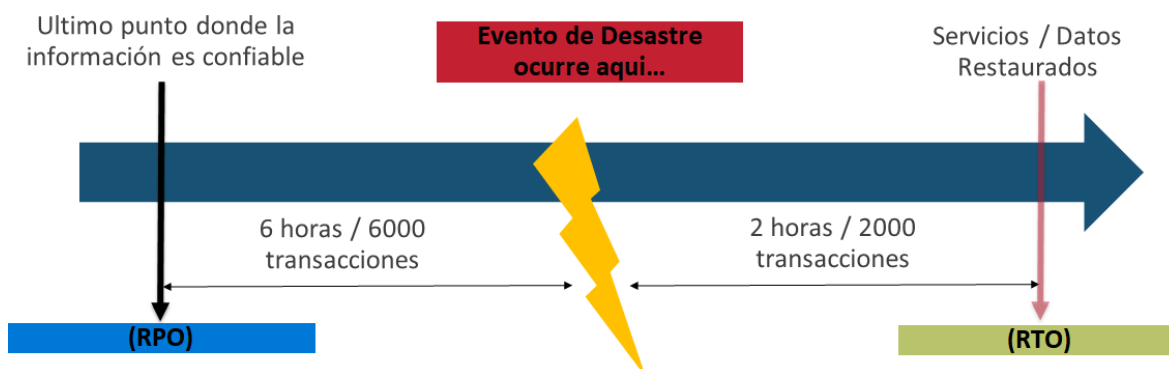 Ultimo punto donde la
información es confiable
Evento de Desastre
ocurre aqui...
Servicios / Datos
Restaurados
6 horas / 6000
transacciones
2 horas / 2000
transacciones
(RPO)
(RTO)